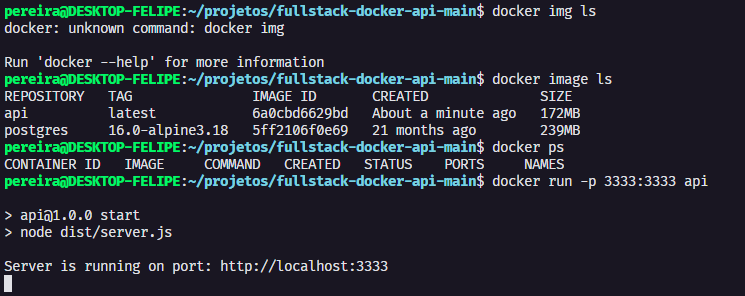 pereira@DESKTOP-FELIPE:~/projetos/fullstack-docker-api-main$ docker img ls
docker: unknown command: docker img

Run 'docker --help' for more information
pereira@DESKTOP-FELIPE:~/projetos/fullstack-docker-api-main$ docker image ls
REPOSITORY   TAG               IMAGE ID       CREATED              SIZE
api          latest            6a0cbd6629bd   About a minute ago   172MB
postgres     16.0-alpine3.18   5ff2106f0e69   21 months ago        239MB
pereira@DESKTOP-FELIPE:~/projetos/fullstack-docker-api-main$ docker ps
CONTAINER ID   IMAGE     COMMAND   CREATED   STATUS    PORTS     NAMES
pereira@DESKTOP-FELIPE:~/projetos/fullstack-docker-api-main$ docker run -p 3333:3333 api

> api@1.0.0 start
> node dist/server.js

Server is running on port: http://localhost:3333